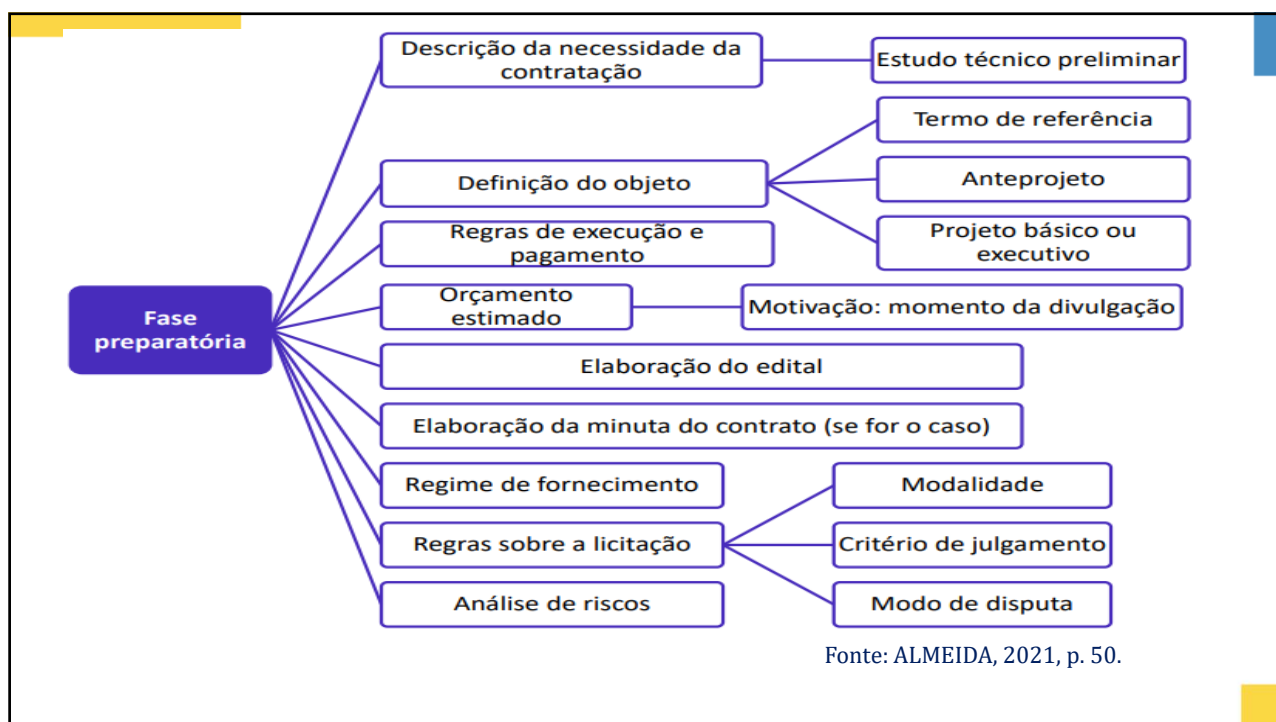 Fase
preparatória
Descrição da necessidade da
contratação
Estudo técnico preliminar
Definição do objeto
Termo de referência
Anteprojeto
Projeto básico ou
executivo
Regras de execução e
pagamento
Orçamento
estimado
Motivação: momento da divulgação
Elaboração do edital
Elaboração da minuta do contrato (se for o caso)
Regime de fornecimento
Regras sobre a licitação
Modalidade
Critério de julgamento
Modo de disputa
Análise de riscos
Fonte: ALMEIDA, 2021, p. 50.